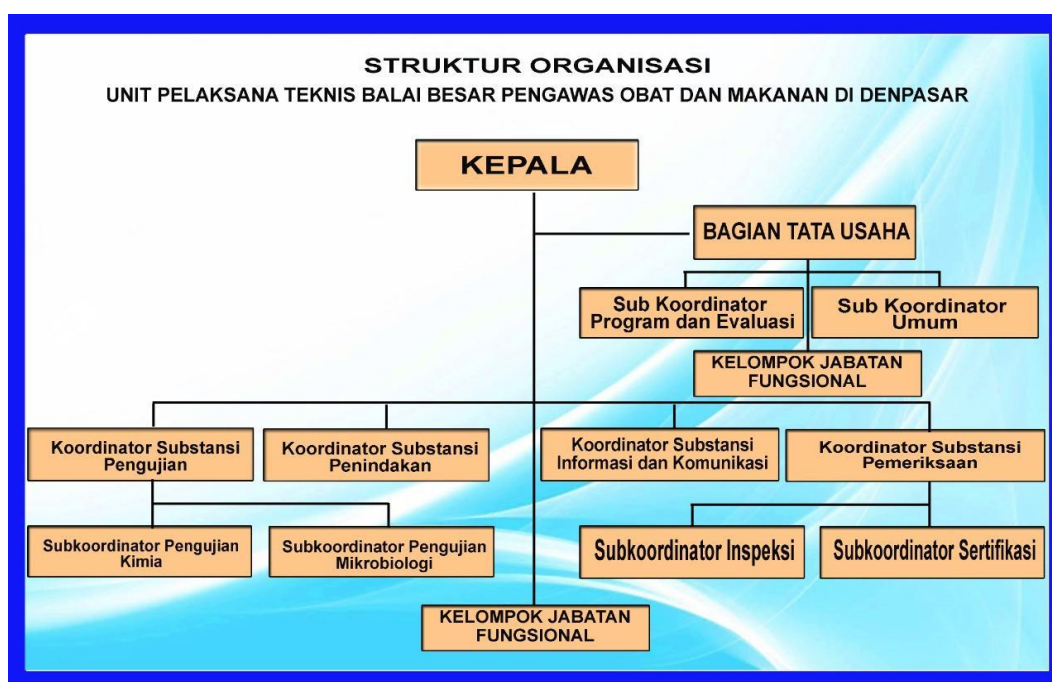 STRUKTUR ORGANISASI
UNIT PELAKSANA TEKNIS BALAI BESAR PENGAWAS OBAT DAN MAKANAN DI DENPASAR
KEPALA
BAGIAN TATA USAHA
Sub Koordinator
Program dan Evaluasi
Sub Koordinator
Umum
KELOMPOK JABATAN
FUNGSIONAL
Koordinator Substansi
Pengujian
Koordinator Substansi
Penindakan
Koordinator Substansi
Informasi dan Komunikasi
Koordinator Substansi
Pemeriksaan
Subkoordinator Pengujian
Kimia
Subkoordinator Pengujian
Mikrobiologi
Subkoordinator Inspeksi
Subkoordinator Sertifikasi
KELOMPOK JABATAN
FUNGSIONAL